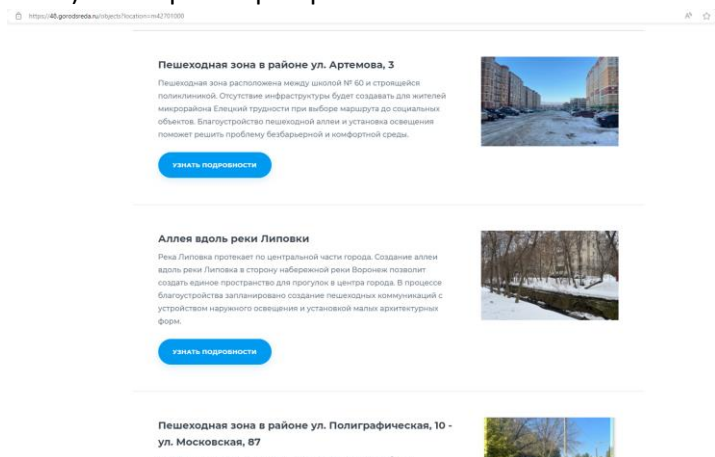 https://48.gorodsreda.ru/objects?location=m42701000
Пешеходная зона в районе ул. Артемова, 3
Пешеходная зона расположена между школой № 60 и строящейся
поликлиникой. Отсутствие инфраструктуры будет создавать для жителей
микрорайона Елецкий трудности при выборе маршрута до социальных
объектов. Благоустройство пешеходной аллеи и установка освещения
поможет решить проблему безбарьерной и комфортной среды.
УЗНАТЬ ПОДРОБНОСТИ
Аллея вдоль реки Липовки
Река Липовка протекает по центральной части города. Создание аллеи
вдоль реки Липовка в сторону набережной реки Воронеж позволит
создать единое пространство для прогулок в центра города. В процессе
благоустройства запланировано создание пешеходных коммуникаций с
устройством наружного освещения и установкой малых архитектурных
форм.
УЗНАТЬ ПОДРОБНОСТИ
Пешеходная зона в районе ул. Полиграфическая, 10 -
ул. Московская, 87